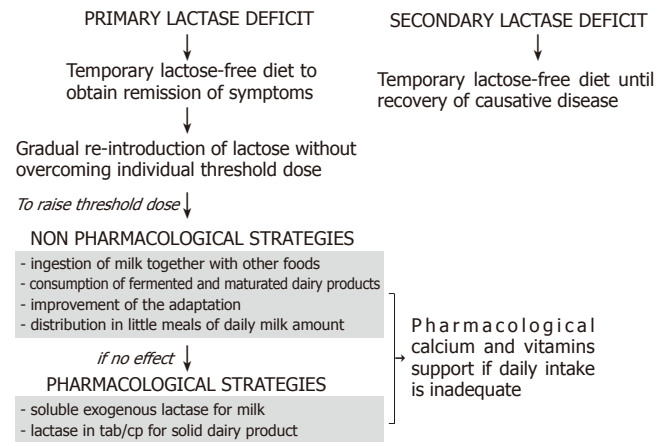 PRIMARY LACTASE DEFICIT
Temporary lactose-free diet to
obtain remission of symptoms
Gradual re-introduction of lactose without
overcoming individual threshold dose
To raise threshold dose
NON PHARMACOLOGICAL STRATEGIES
- ingestion of milk together with other foods
- consumption of fermented and maturated dairy products
- improvement of the adaptation
- distribution in little meals of daily milk amount
if no effect
PHARMACOLOGICAL STRATEGIES
- soluble exogenous lactase for milk
- lactase in tab/cp for solid dairy product
SECONDARY LACTASE DEFICIT
Temporary lactose-free diet until
recovery of causative disease
Pharmacological
calcium and vitamins
support if daily intake
is inadequate